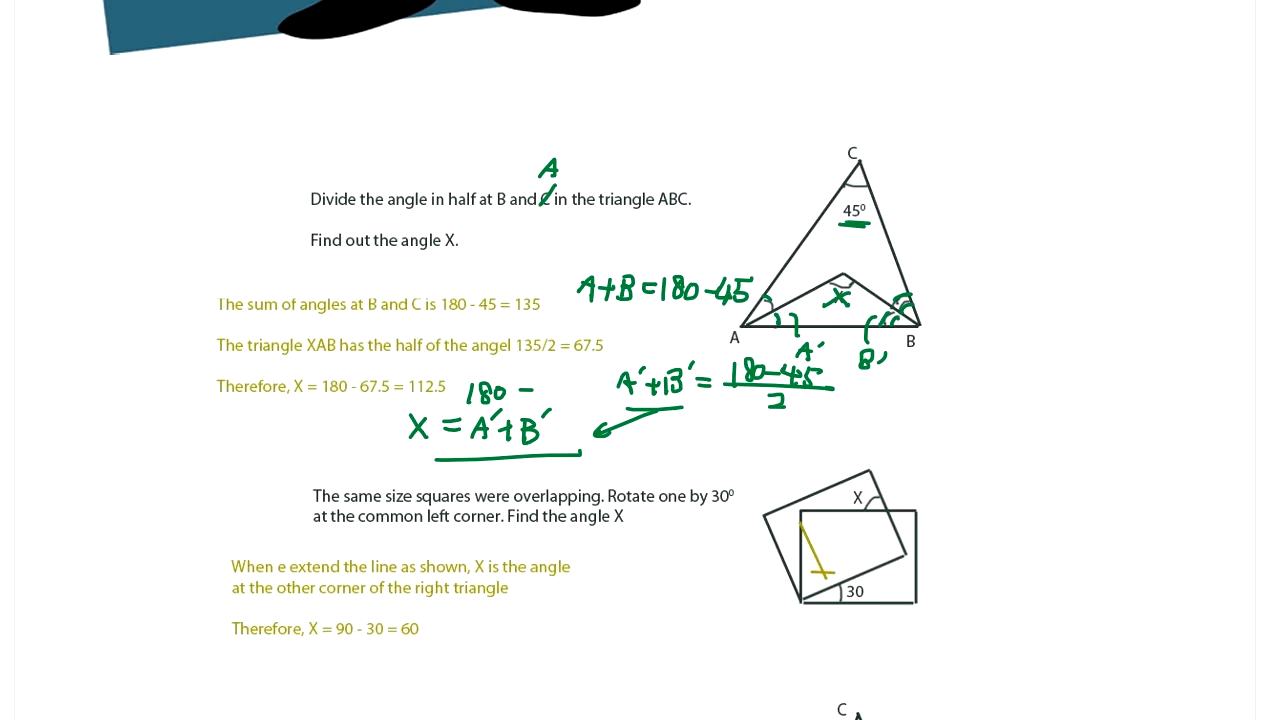 A
Divide the angle in half at B and C in the triangle ABC.
Find out the angle X.
C
45⁰
A+B=180-45
X
The sum of angles at B and C is 180 - 45 = 135
A
B
A'
B'
The triangle XAB has the half of the angel 135/2 = 67.5
A'+B' = 180-45
2
Therefore, X = 180 - 67.5 = 112.5
180 -
X = A'+B'
The same size squares were overlapping. Rotate one by 30⁰
at the common left corner. Find the angle X
X
When e extend the line as shown, X is the angle
at the other corner of the right triangle
30
Therefore, X = 90 - 30 = 60
C